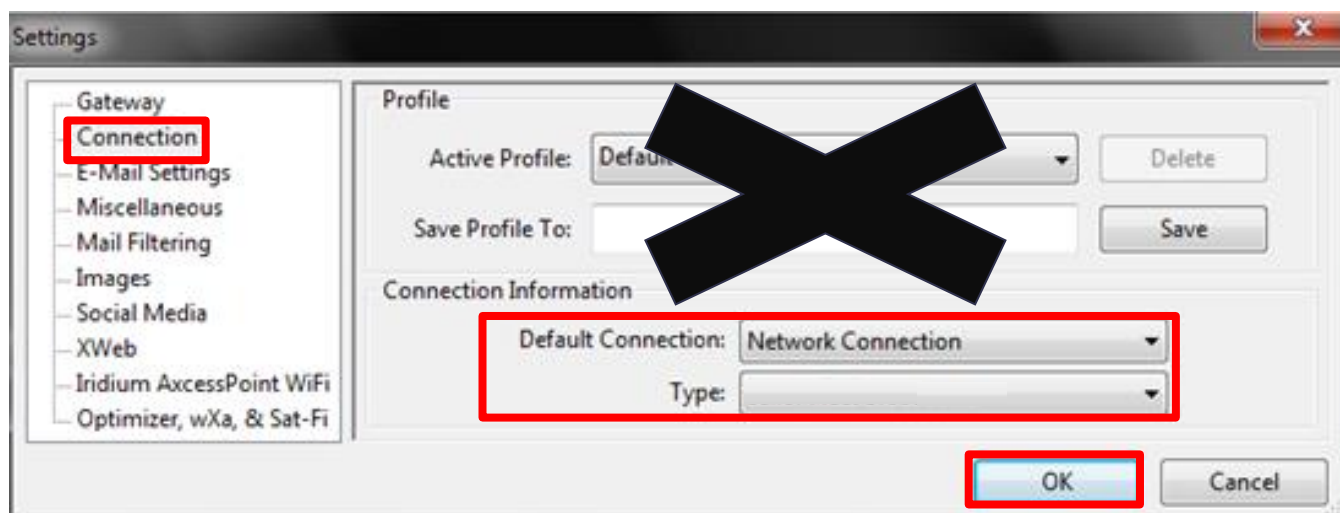 Settings
Gateway
Connection
E-Mail Settings
Miscellaneous
Mail Filtering
Images
Social Media
XWeb
Iridium AxcessPoint WiFi
Optimizer, wXa, & Sat-Fi
Profile
Active Profile:
Delete
Save Profile To:
Save
Connection Information
Default Connection: Network Connection
Type:
OK
Cancel